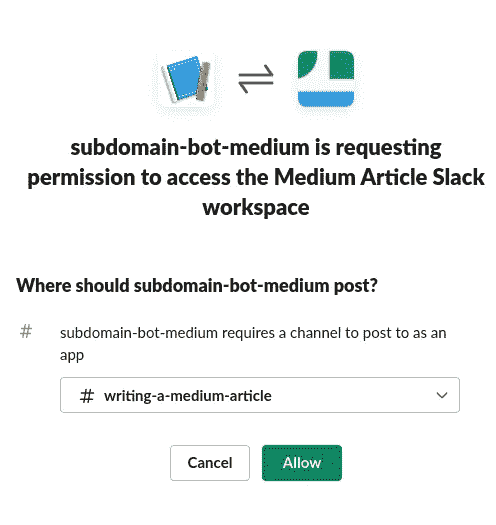 subdomain-bot-medium is requesting
permission to access the Medium Article Slack
workspace
Where should subdomain-bot-medium post?
# subdomain-bot-medium requires a channel to post to as an
app
# writing-a-medium-article
Cancel Allow